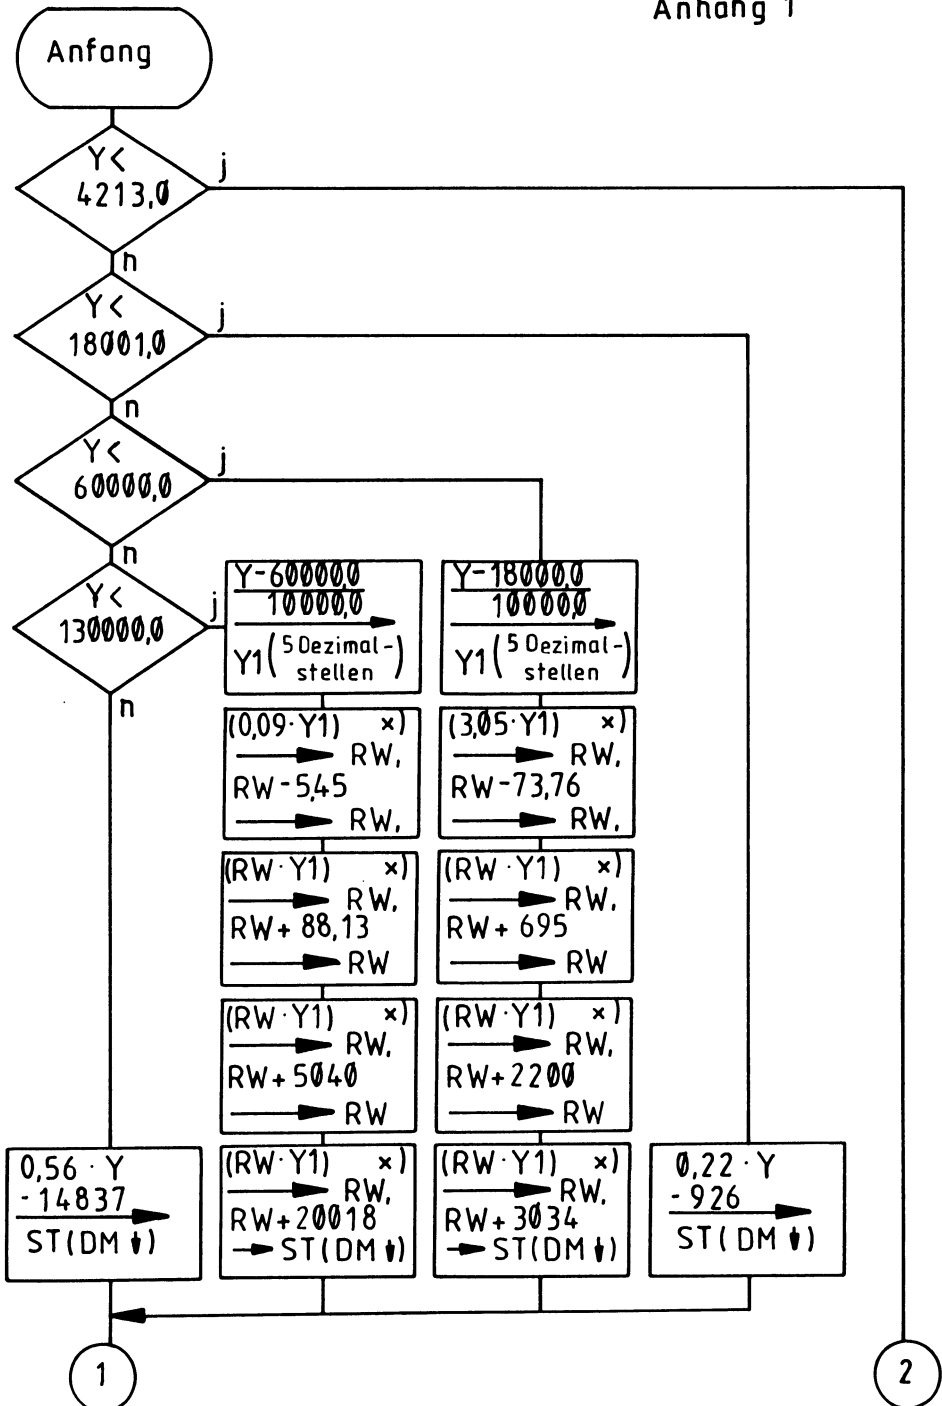 Anhang 1
Anfang
Y<
4213,0
j
n
Y<
18001,0
j
n
Y<
60000,0
j
n
Y<
130000,0
j
n
Y-60000,0
10000,0
Y1(5 Dezimal-
stellen)
(0,09·Y1) x)
RW,
RW-5,45
RW,
(RW·Y1) x)
RW,
RW+88,13
RW
(RW·Y1) x)
RW,
RW+5040
RW
(RW·Y1) x)
RW,
RW+20018
→ ST(DM↓)
Y-18000,0
10000,0
Y1(5 Dezimal-
stellen)
(3,05·Y1) x)
RW,
RW-73,76
RW,
(RW·Y1) x)
RW,
RW+695
RW
(RW·Y1) x)
RW,
RW+2200
RW
(RW·Y1) x)
RW,
RW+3034
→ ST(DM↓)
0,56·Y
-14837
ST(DM↓)
0,22·Y
-926
ST(DM↓)
1
2